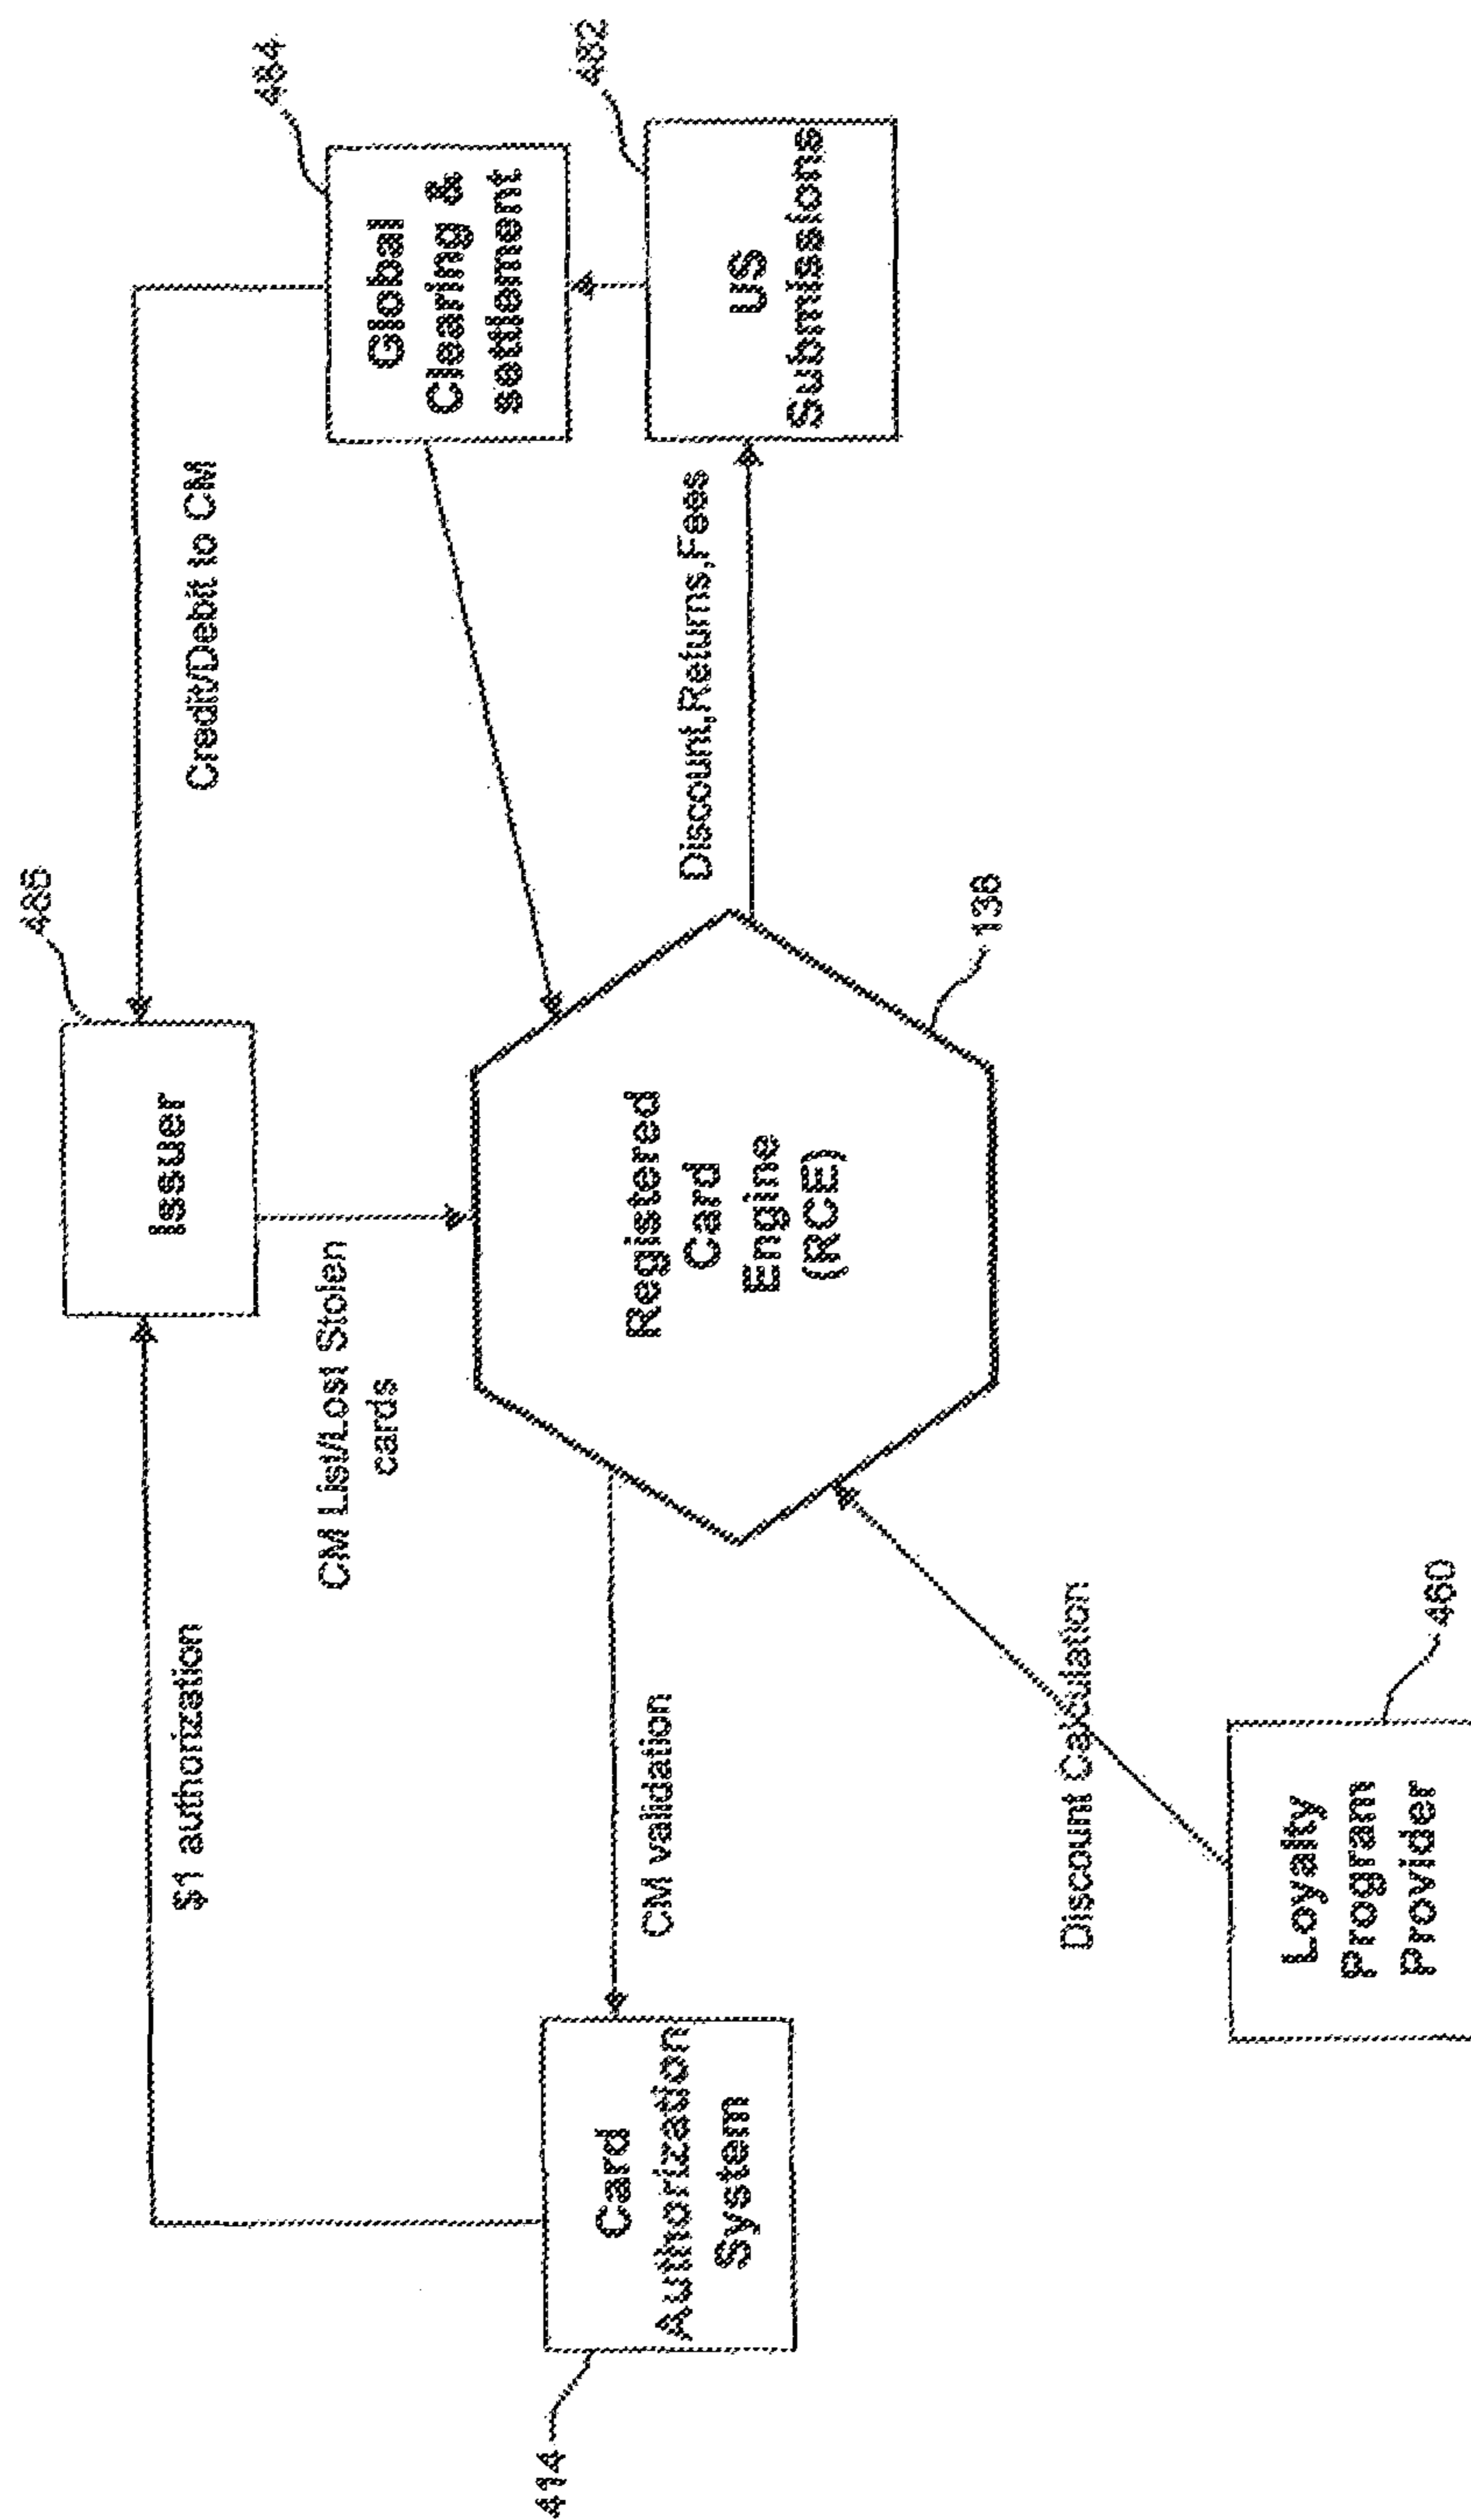 484
Credit/Debit to CM
Issuer
$1 authorization
CM List/Lost Stolen
cards
Global
Clearing &
settlement
482
US
Submissions
Discount,Returns,Fees
Registered
Card
Engine
(RCE)
138
CM validation
414
Card
Authorization
System
Discount Calculation
460
Loyalty
Program
Provider